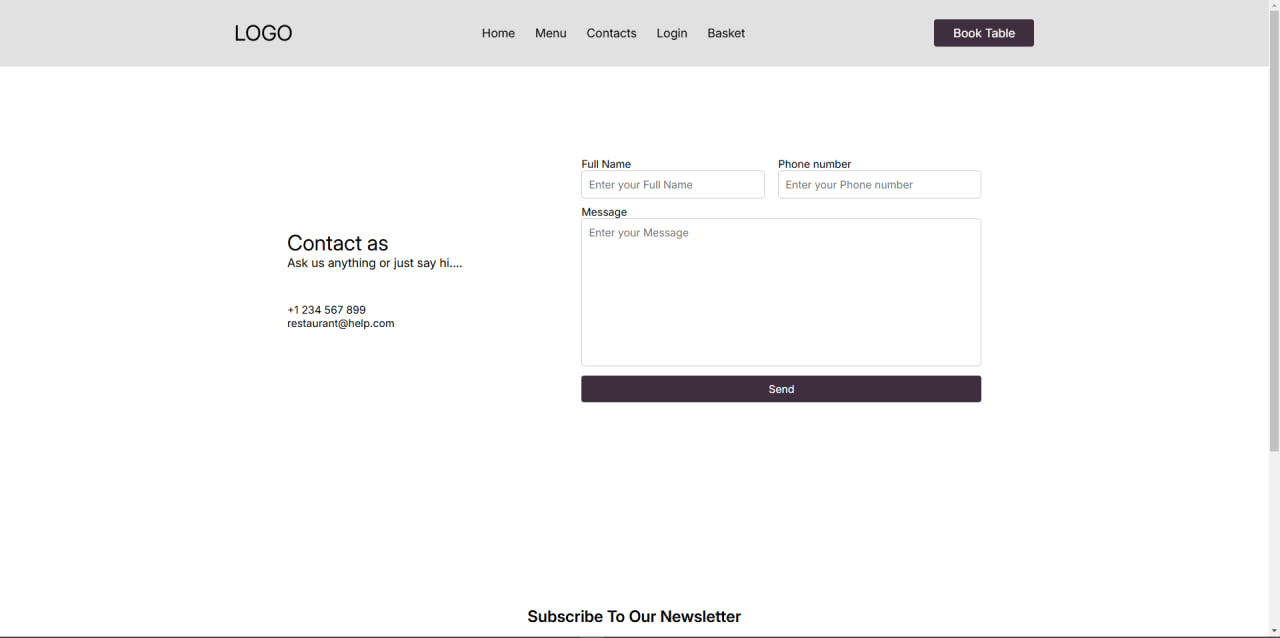 LOGO
Home Menu Contacts Login Basket
Book Table
Full Name
Enter your Full Name
Phone number
Enter your Phone number
Message
Enter your Message
Contact as
Ask us anything or just say hi....
+1 234 567 899
restaurant@help.com
Send
Subscribe To Our Newsletter